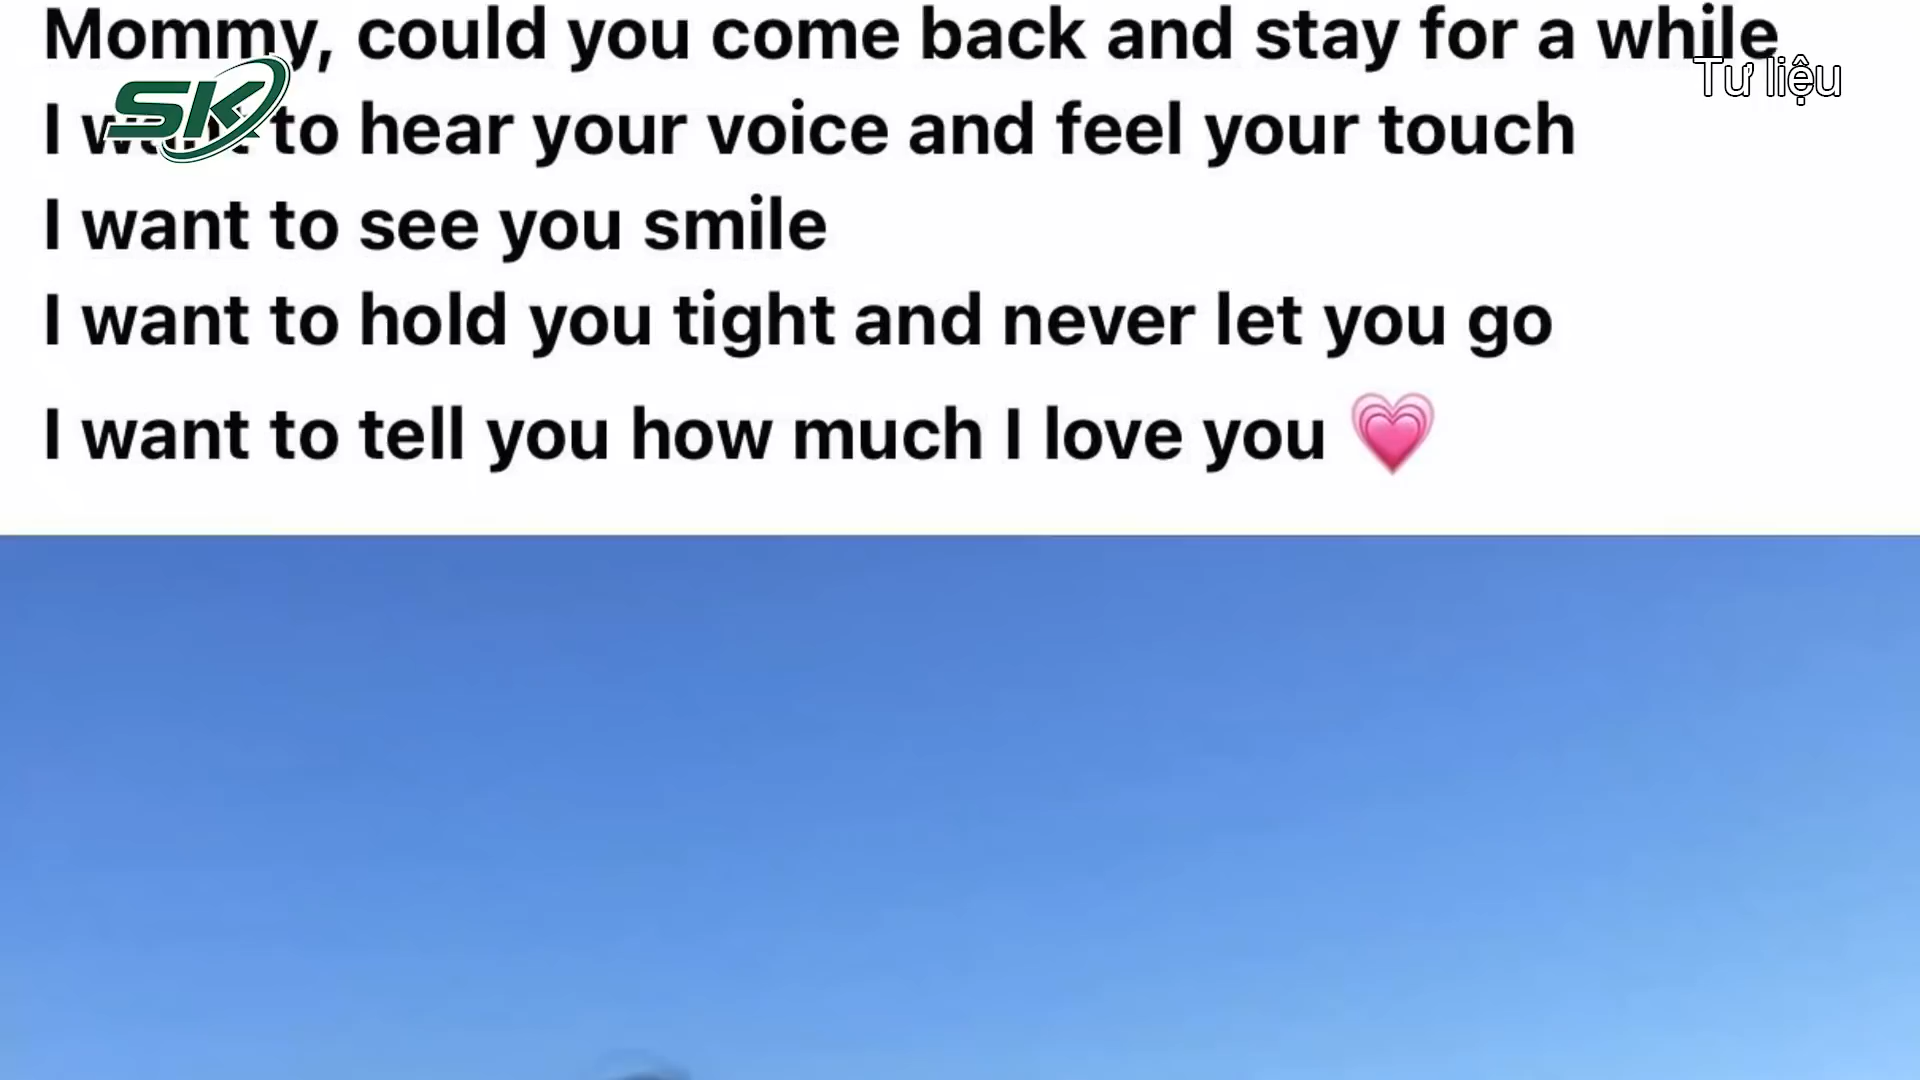 Mommy, could you come back and stay for a while
Tư liệu
SK
I want to hear your voice and feel your touch
I want to see you smile
I want to hold you tight and never let you go
I want to tell you how much I love you 💗